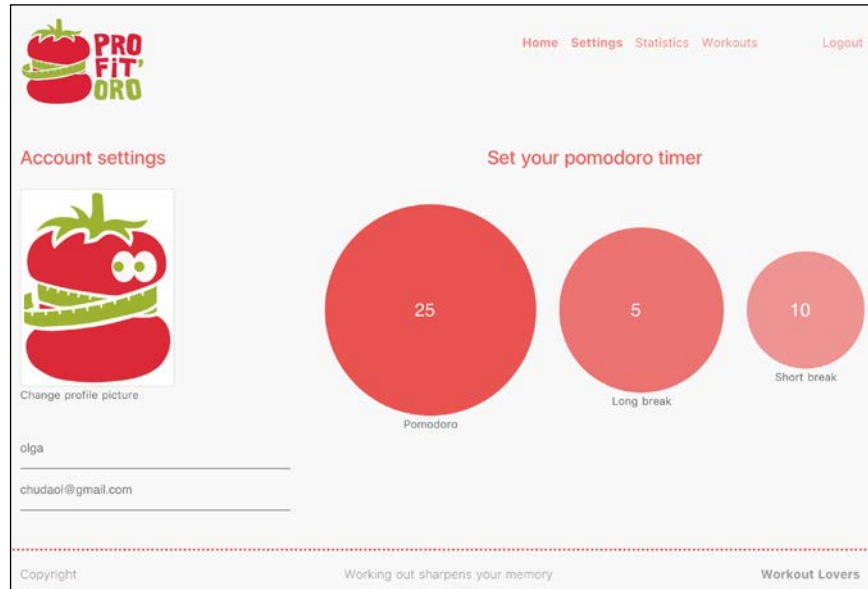 PRO
FiT'
ORO
Home Settings Statistics Workouts Logout
Account settings
Set your pomodoro timer
25
5
10
Change profile picture
Pomodoro
Long break
Short break
olga
chudaol@gmail.com
Copyright
Working out sharpens your memory
Workout Lovers